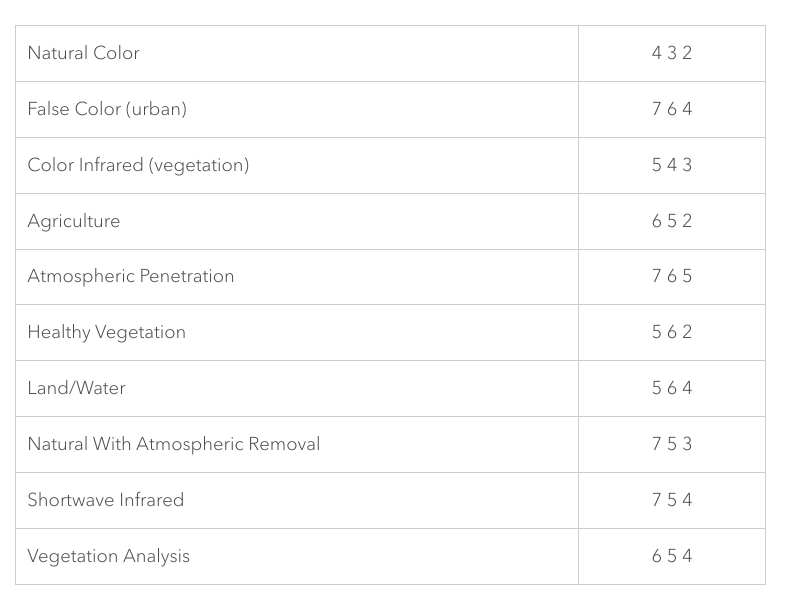 Natural Color 4 3 2
False Color (urban) 7 6 4
Color Infrared (vegetation) 5 4 3
Agriculture 6 5 2
Atmospheric Penetration 7 6 5
Healthy Vegetation 5 6 2
Land/Water 5 6 4
Natural With Atmospheric Removal 7 5 3
Shortwave Infrared 7 5 4
Vegetation Analysis 6 5 4